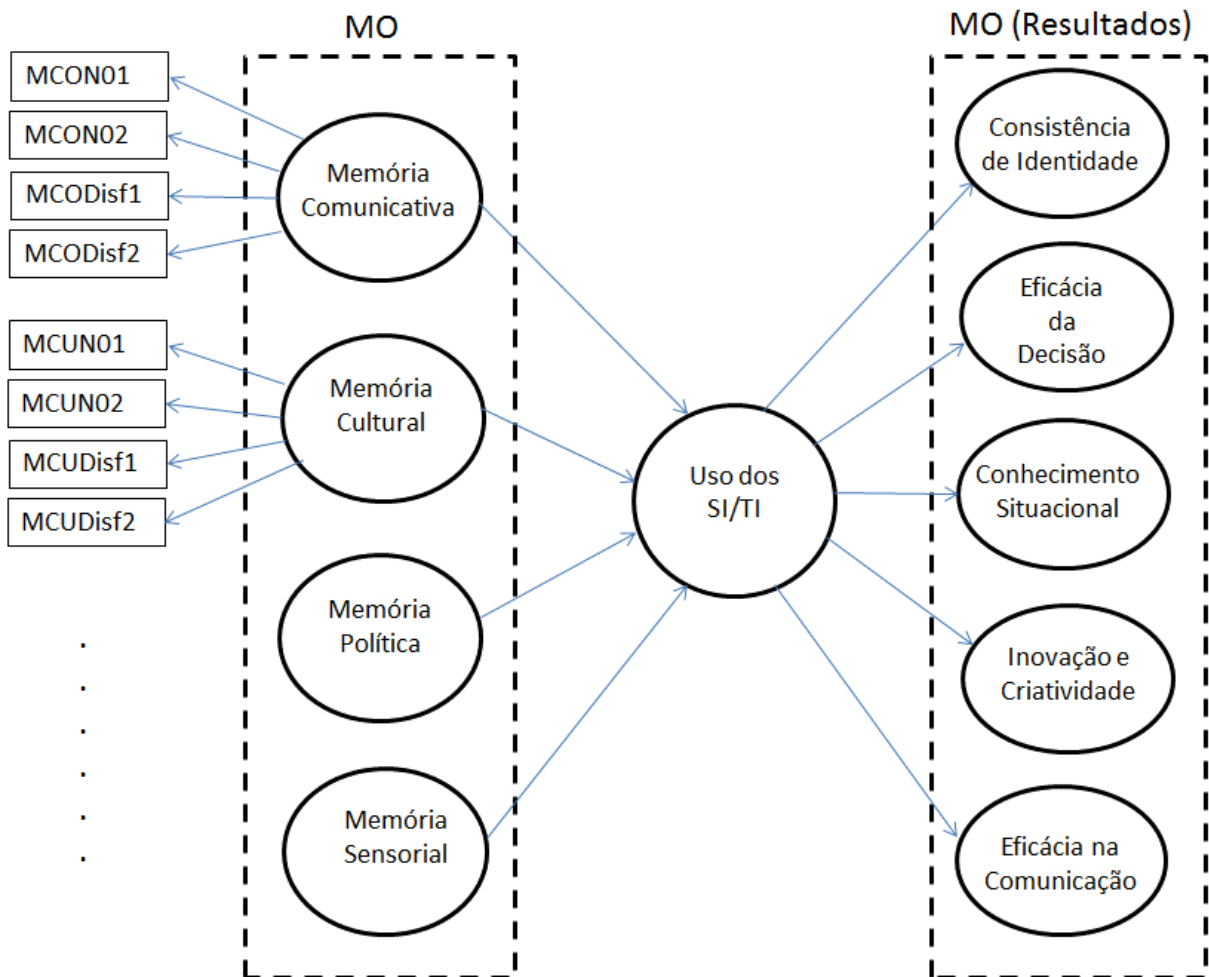 MO
MCON01
MCON02
MCODisf1
MCODisf2
MCUN01
MCUN02
MCUDisf1
MCUDisf2
.
.
.
.
.
.
Memória
Comunicativa
Memória
Cultural
Memória
Política
Memória
Sensorial
Uso dos
SI/TI
MO (Resultados)
Consistência
de Identidade
Eficácia
da
Decisão
Conhecimento
Situacional
Inovação e
Criatividade
Eficácia na
Comunicação